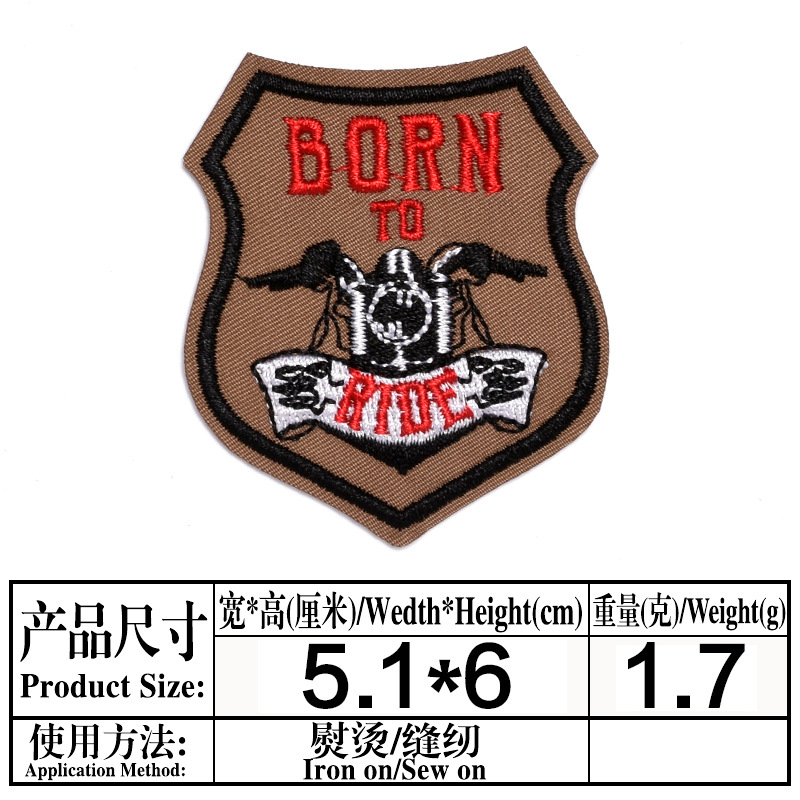 BORN
TO
RIDE
产品尺寸
Product Size:
宽*高(厘米)/Wedth*Height(cm)
重量(克)/Weight(g)
5.1*6
1.7
使用方法:
Application Method:
熨烫/缝纫
Iron on/Sew on